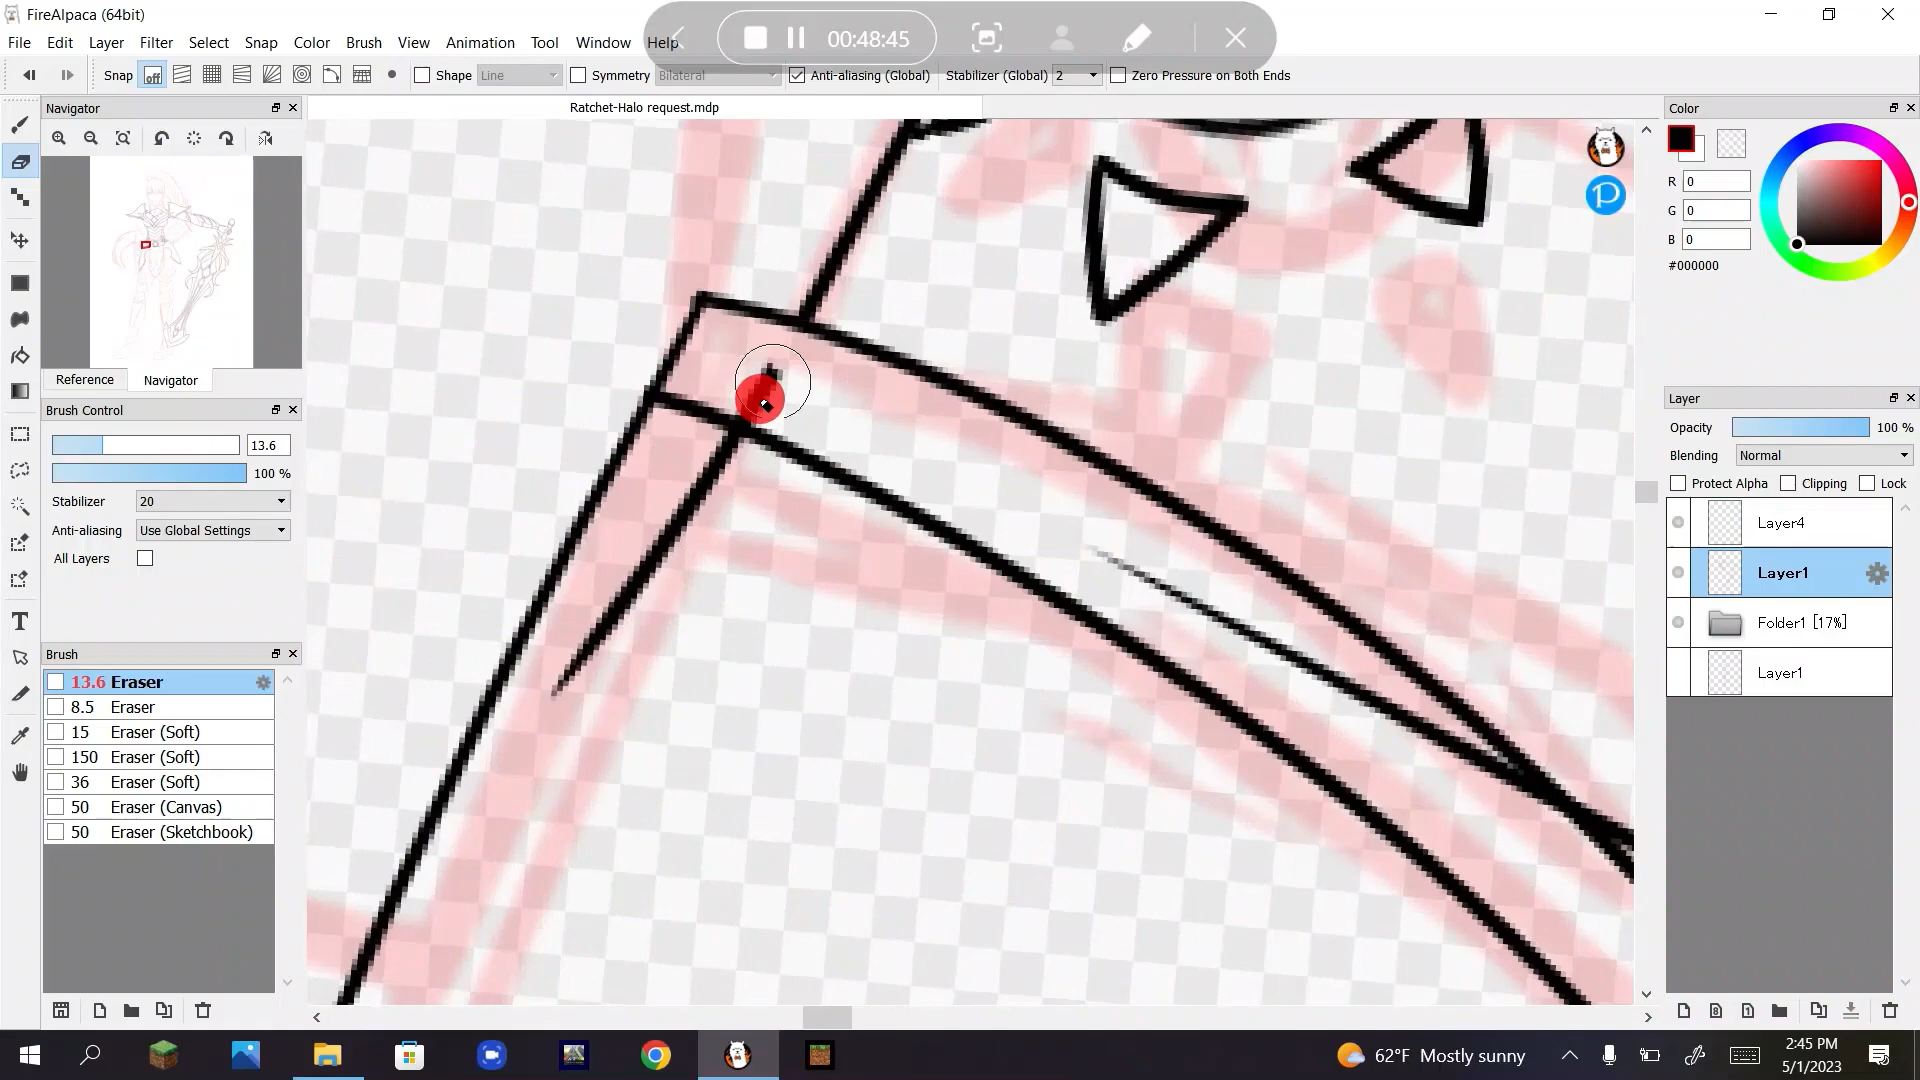 FireAlpaca (64bit)
00:48:45
File Edit Layer Filter Select Snap Color Brush View Animation Tool Window Help
Snap off Shape Line Symmetry Bilateral Anti-aliasing (Global) Stabilizer (Global) 2 Zero Pressure on Both Ends
Navigator
Ratchet-Halo request.mdp
Color
R 0
G 0
B 0
#000000
Reference Navigator
Brush Control
13.6
100 %
Stabilizer 20
Anti-aliasing Use Global Settings
All Layers
Brush
13.6 Eraser
8.5 Eraser
15 Eraser (Soft)
150 Eraser (Soft)
36 Eraser (Soft)
50 Eraser (Canvas)
50 Eraser (Sketchbook)
Layer
Opacity 100 %
Blending Normal
Protect Alpha Clipping Lock
Layer4
Layer1
Folder1 [17%]
Layer1
62°F Mostly sunny
2:45 PM
5/1/2023